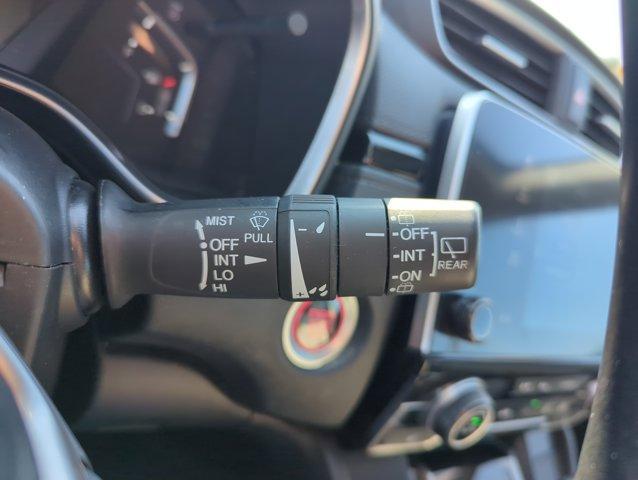 MIST
PULL
OFF
INT
LO
HI
- 
+
OFF
INT
ON
REAR